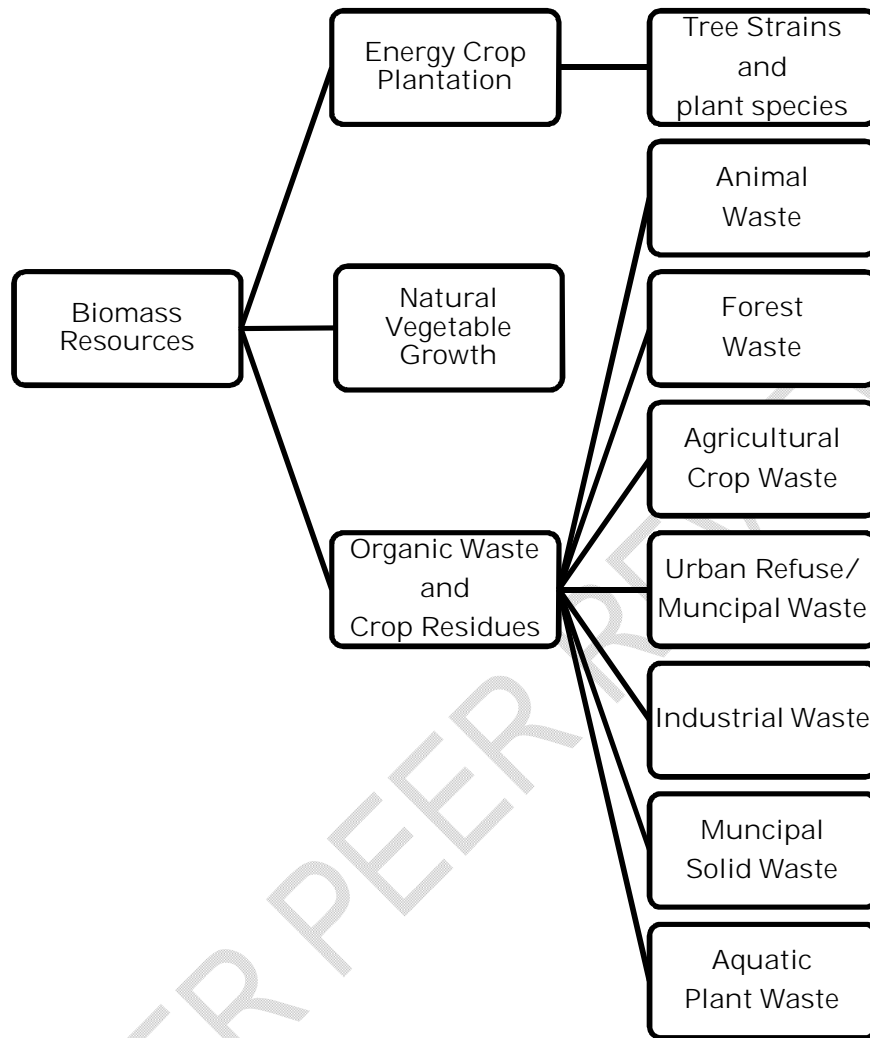 Energy Crop
Plantation
Tree Strains
and
plant species
Animal
Waste
Biomass
Resources
Natural
Vegetable
Growth
Forest
Waste
Agricultural
Crop Waste
Organic Waste
and
Crop Residues
Urban Refuse/
Muncipal Waste
Industrial Waste
Muncipal
Solid Waste
Aquatic
Plant Waste
PEER